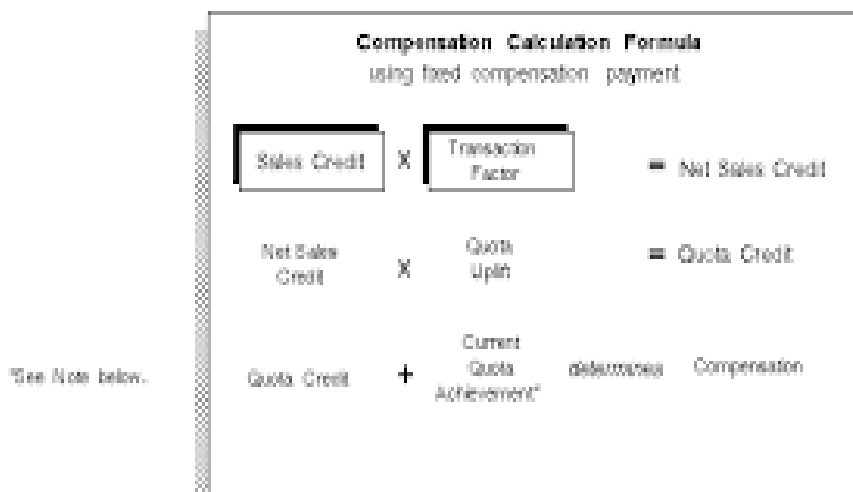 Compensation Calculation Formula
using fixed compensation payment
Sales Credit X Transaction Factor = Net Sales Credit
Net Sales Credit X Quota Uplift = Quota Credit
Quota Credit + Current Quota Achievement* determines Compensation
*See Note below.